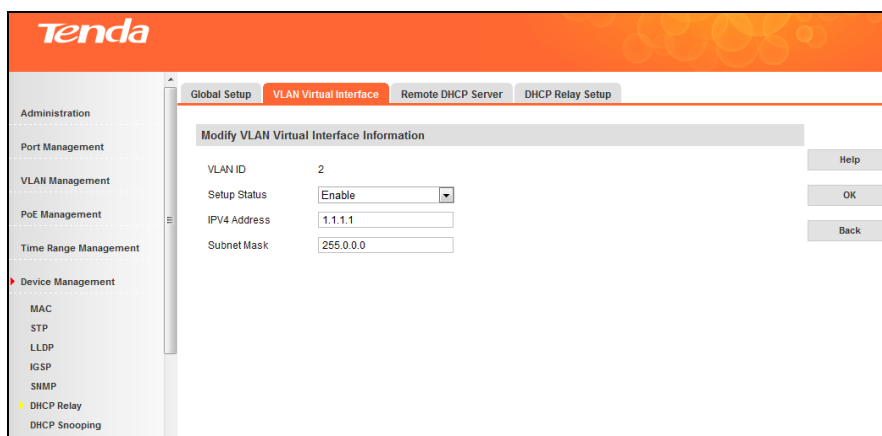 Tenda
Administration
Port Management
VLAN Management
PoE Management
Time Range Management
Device Management
MAC
STP
LLDP
IGSP
SNMP
DHCP Relay
DHCP Snooping
Global Setup VLAN Virtual Interface Remote DHCP Server DHCP Relay Setup
Modify VLAN Virtual Interface Information
VLAN ID 2
Setup Status Enable
IPV4 Address 1.1.1.1
Subnet Mask 255.0.0.0
Help
OK
Back